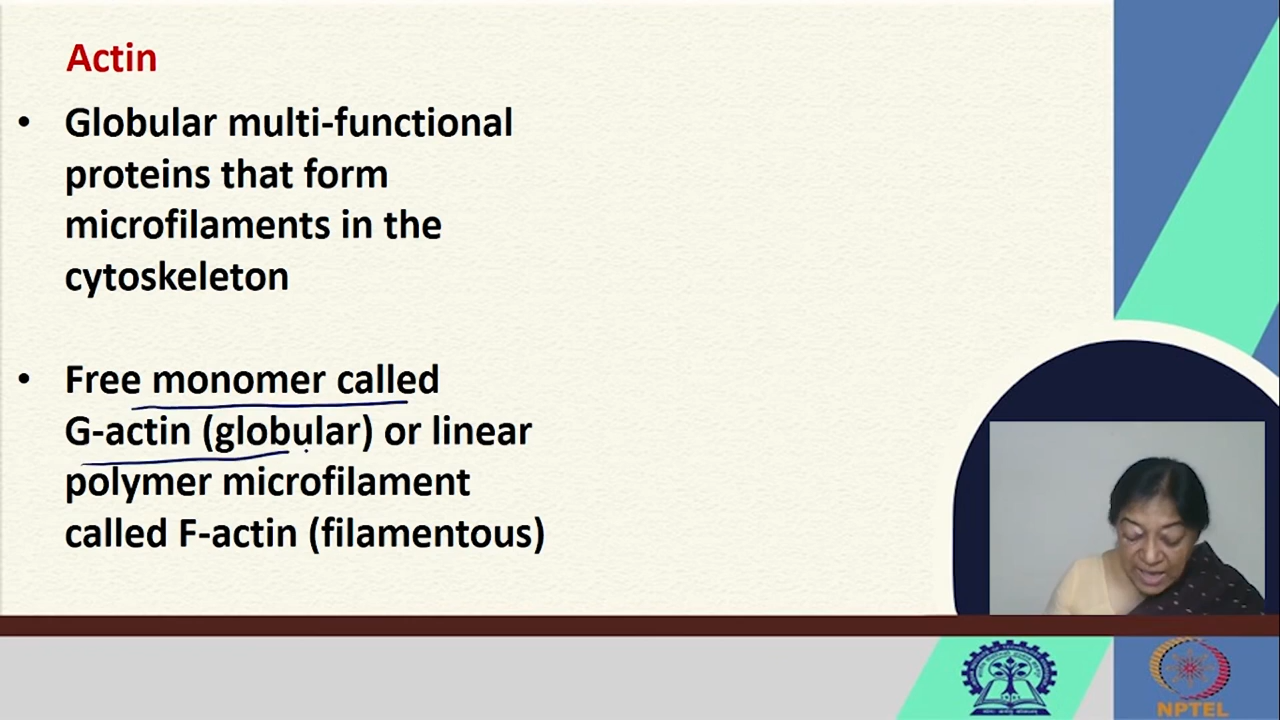 Actin
• Globular multi-functional
proteins that form
microfilaments in the
cytoskeleton
• Free monomer called
G-actin (globular) or linear
polymer microfilament
called F-actin (filamentous)
NPTEL